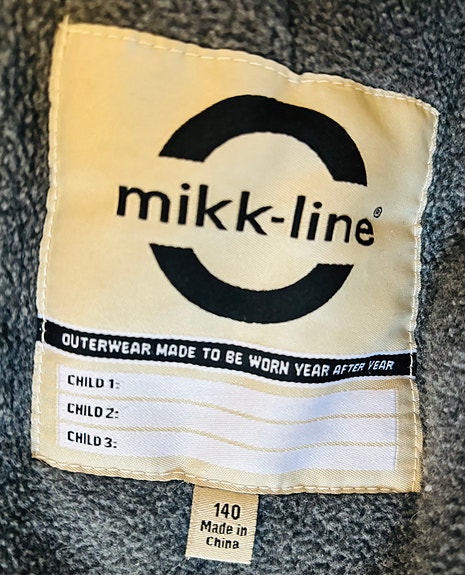 mikk-line®
OUTERWEAR MADE TO BE WORN YEAR AFTER YEAR
CHILD 1:
CHILD 2:
CHILD 3:
140
Made in
China